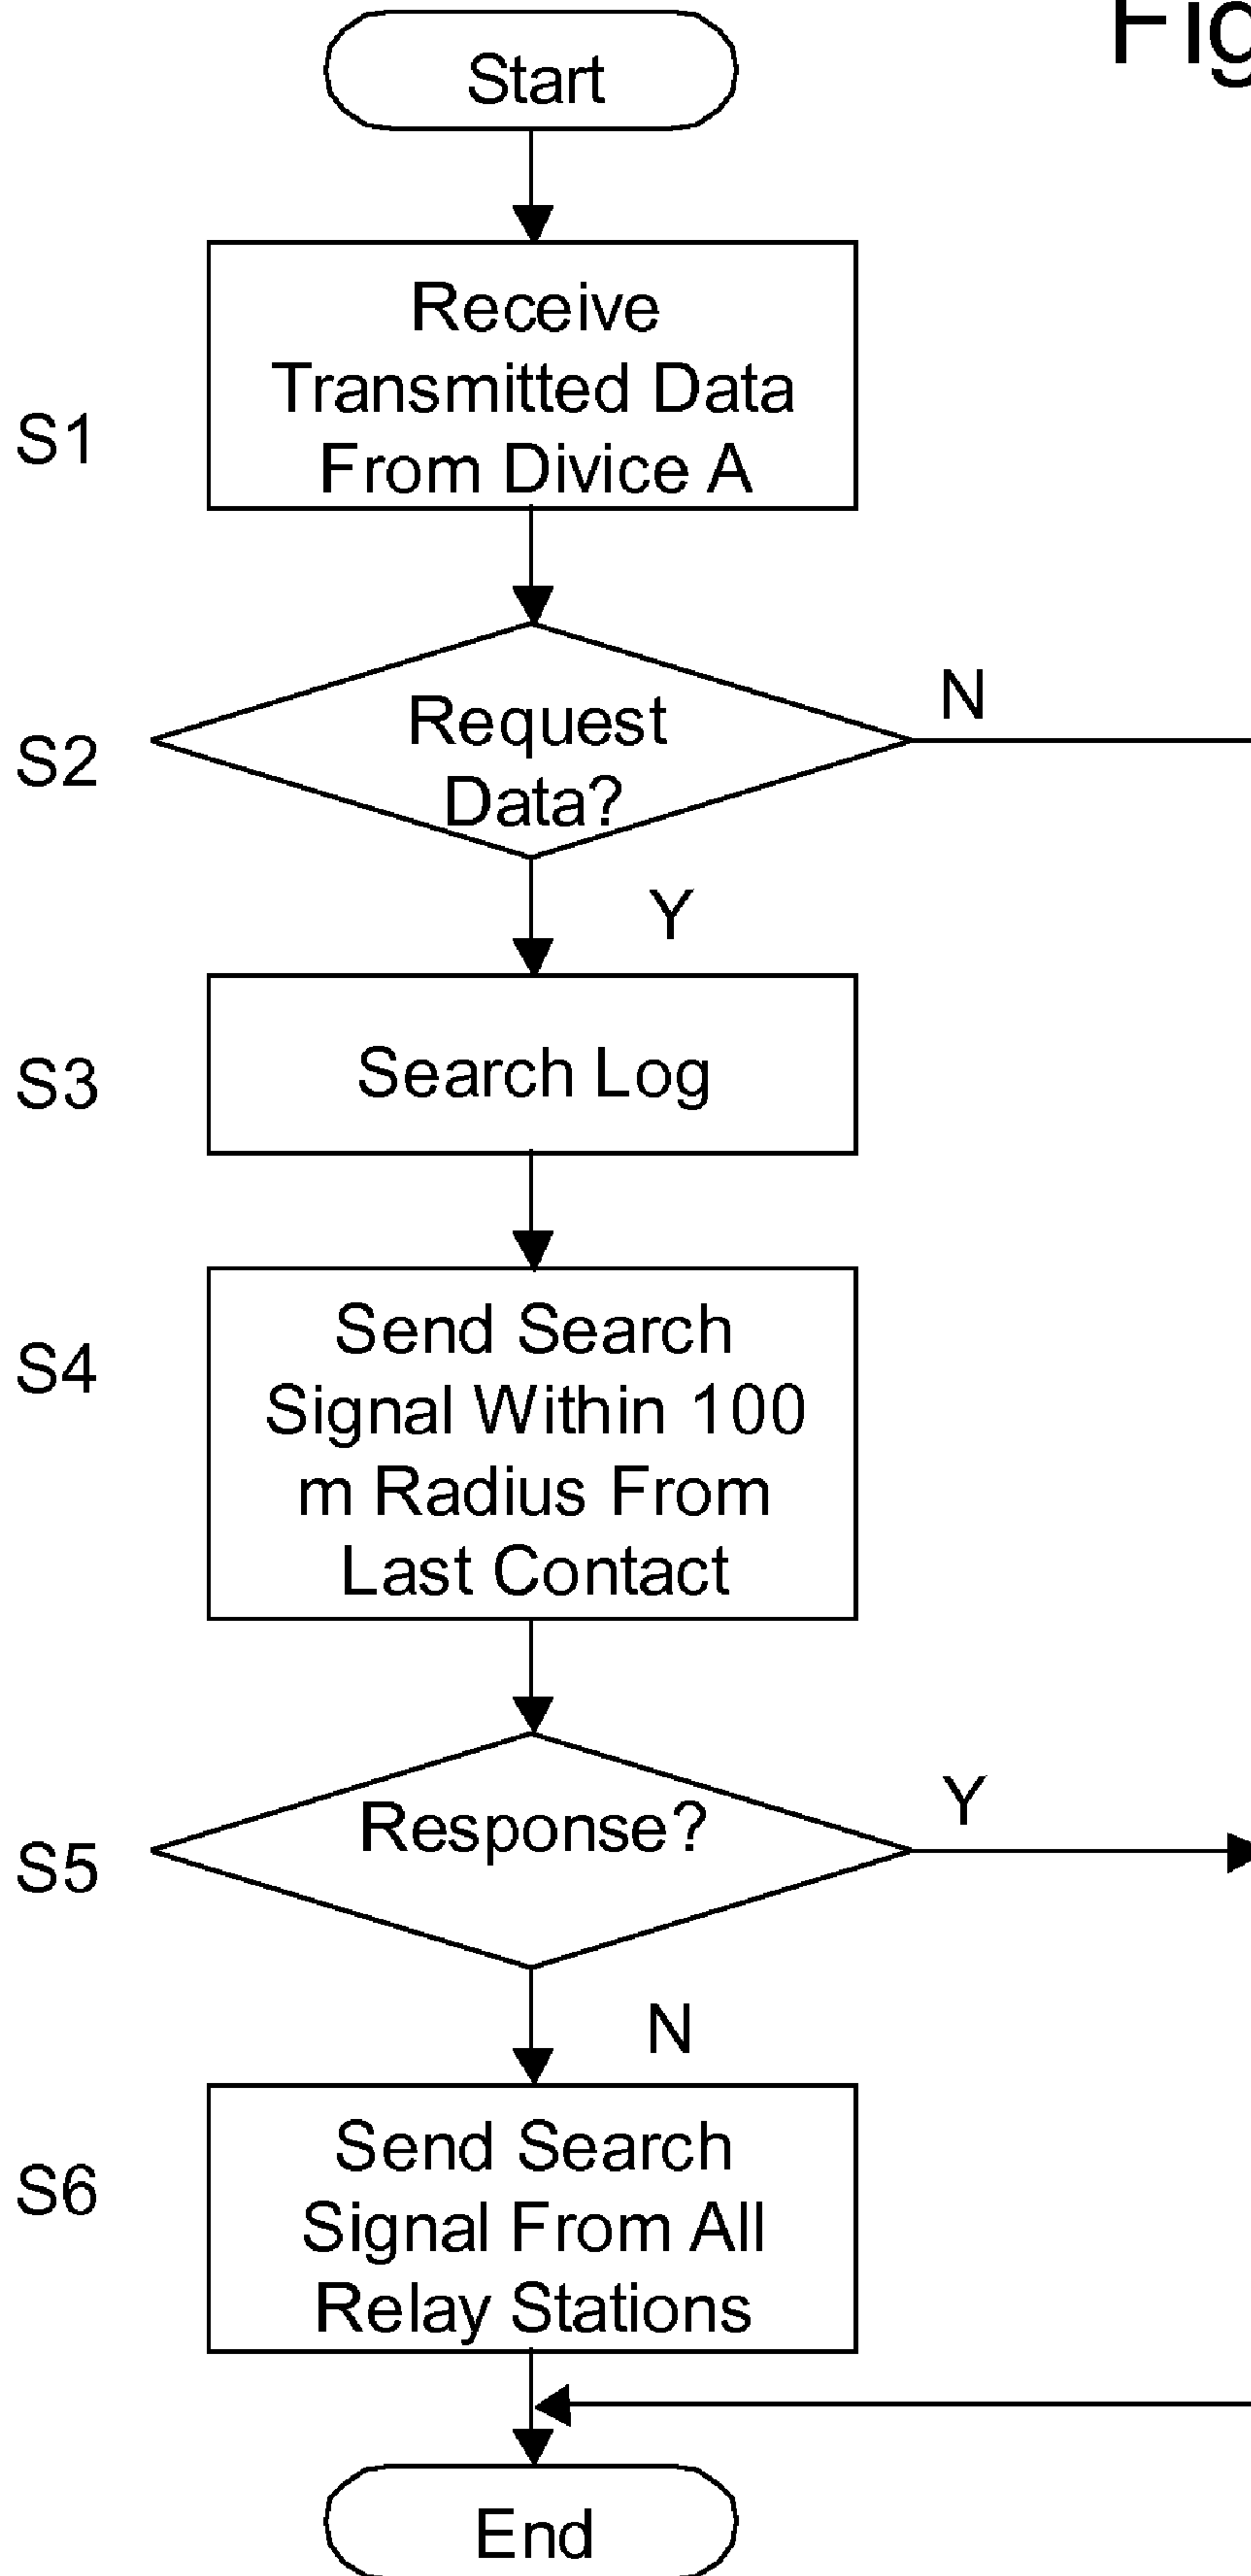 Fig
Start
S1
Receive
Transmitted Data
From Divice A
S2
Request
Data?
N
Y
S3
Search Log
S4
Send Search
Signal Within 100
m Radius From
Last Contact
S5
Response?
Y
N
S6
Send Search
Signal From All
Relay Stations
End